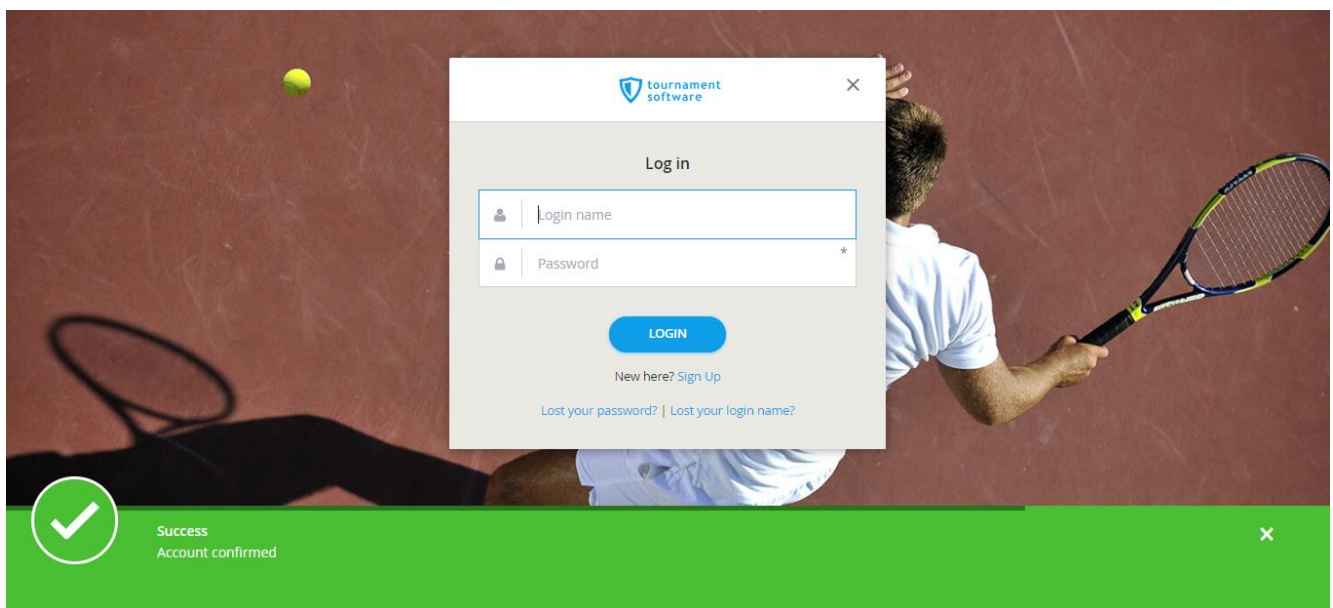 tournament
software
Log in
Login name
Password
*
LOGIN
New here? Sign Up
Lost your password? | Lost your login name?
Success
Account confirmed